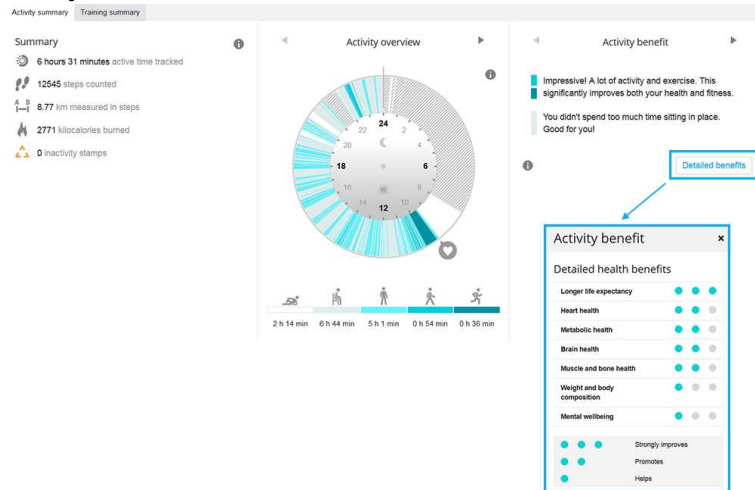 Activity summary
Training summary
Summary
6 hours 31 minutes active time tracked
12545 steps counted
A B
8.77 km measured in steps
2771 kilocalories burned
0 inactivity stamps
Activity overview
24
22
2
20
4
18
6
16
8
14
10
12
2 h 14 min
6 h 44 min
5 h 1 min
0 h 54 min
0 h 36 min
Activity benefit
Impressive! A lot of activity and exercise. This
significantly improves both your health and fitness.
You didn't spend too much time sitting in place.
Good for you!
Detailed benefits
Activity benefit
×
Detailed health benefits
Longer life expectancy
Heart health
Metabolic health
Brain health
Muscle and bone health
Weight and body
composition
Mental wellbeing
Strongly improves
Promotes
Helps